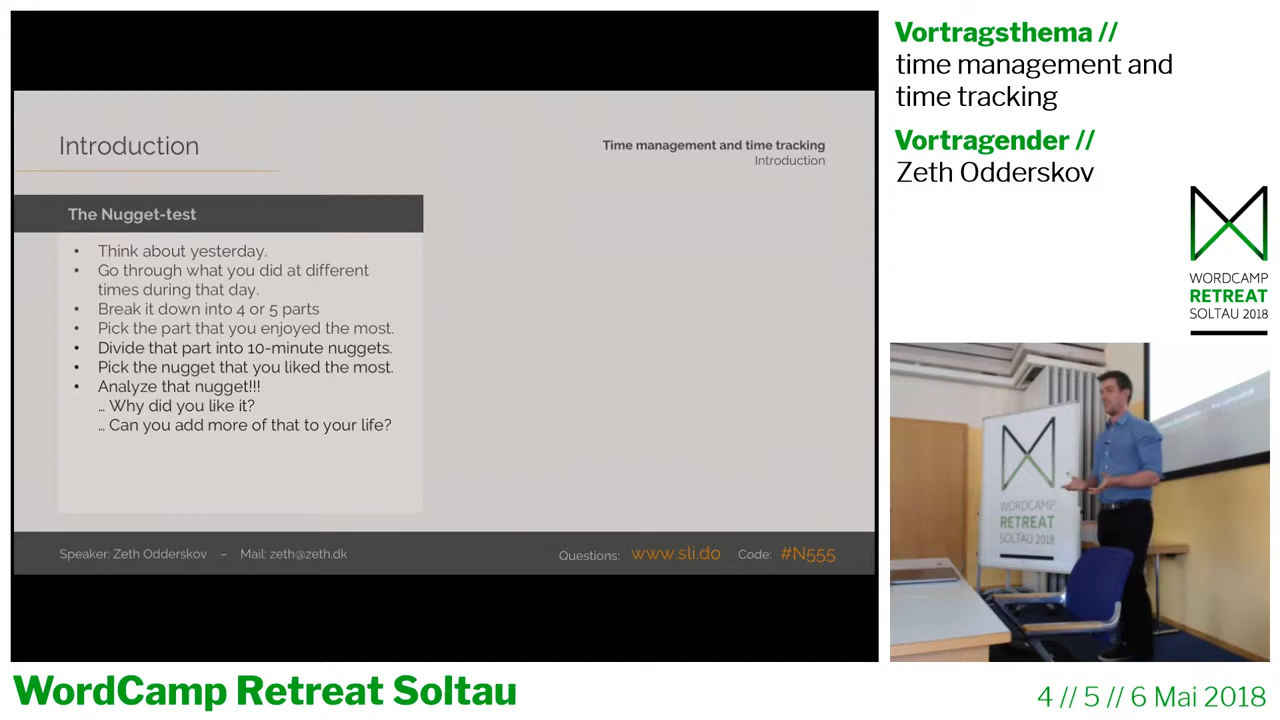 Introduction
Time management and time tracking
Introduction
The Nugget-test
• Think about yesterday.
• Go through what you did at different
times during that day.
• Break it down into 4 or 5 parts
• Pick the part that you enjoyed the most.
• Divide that part into 10-minute nuggets.
• Pick the nugget that you liked the most.
• Analyze that nugget!!!
... Why did you like it?
... Can you add more of that to your life?
Speaker: Zeth Odderskov – Mail: zeth@zeth.dk
Questions: www.sli.do Code: #N555
Vortragsthema //
time management and
time tracking
Vortragender //
Zeth Odderskov
WORDCAMP
RETREAT
SOLTAU 2018
WORDCAMP
RETREAT
SOLTAU 2018
WordCamp Retreat Soltau
4 // 5 // 6 Mai 2018